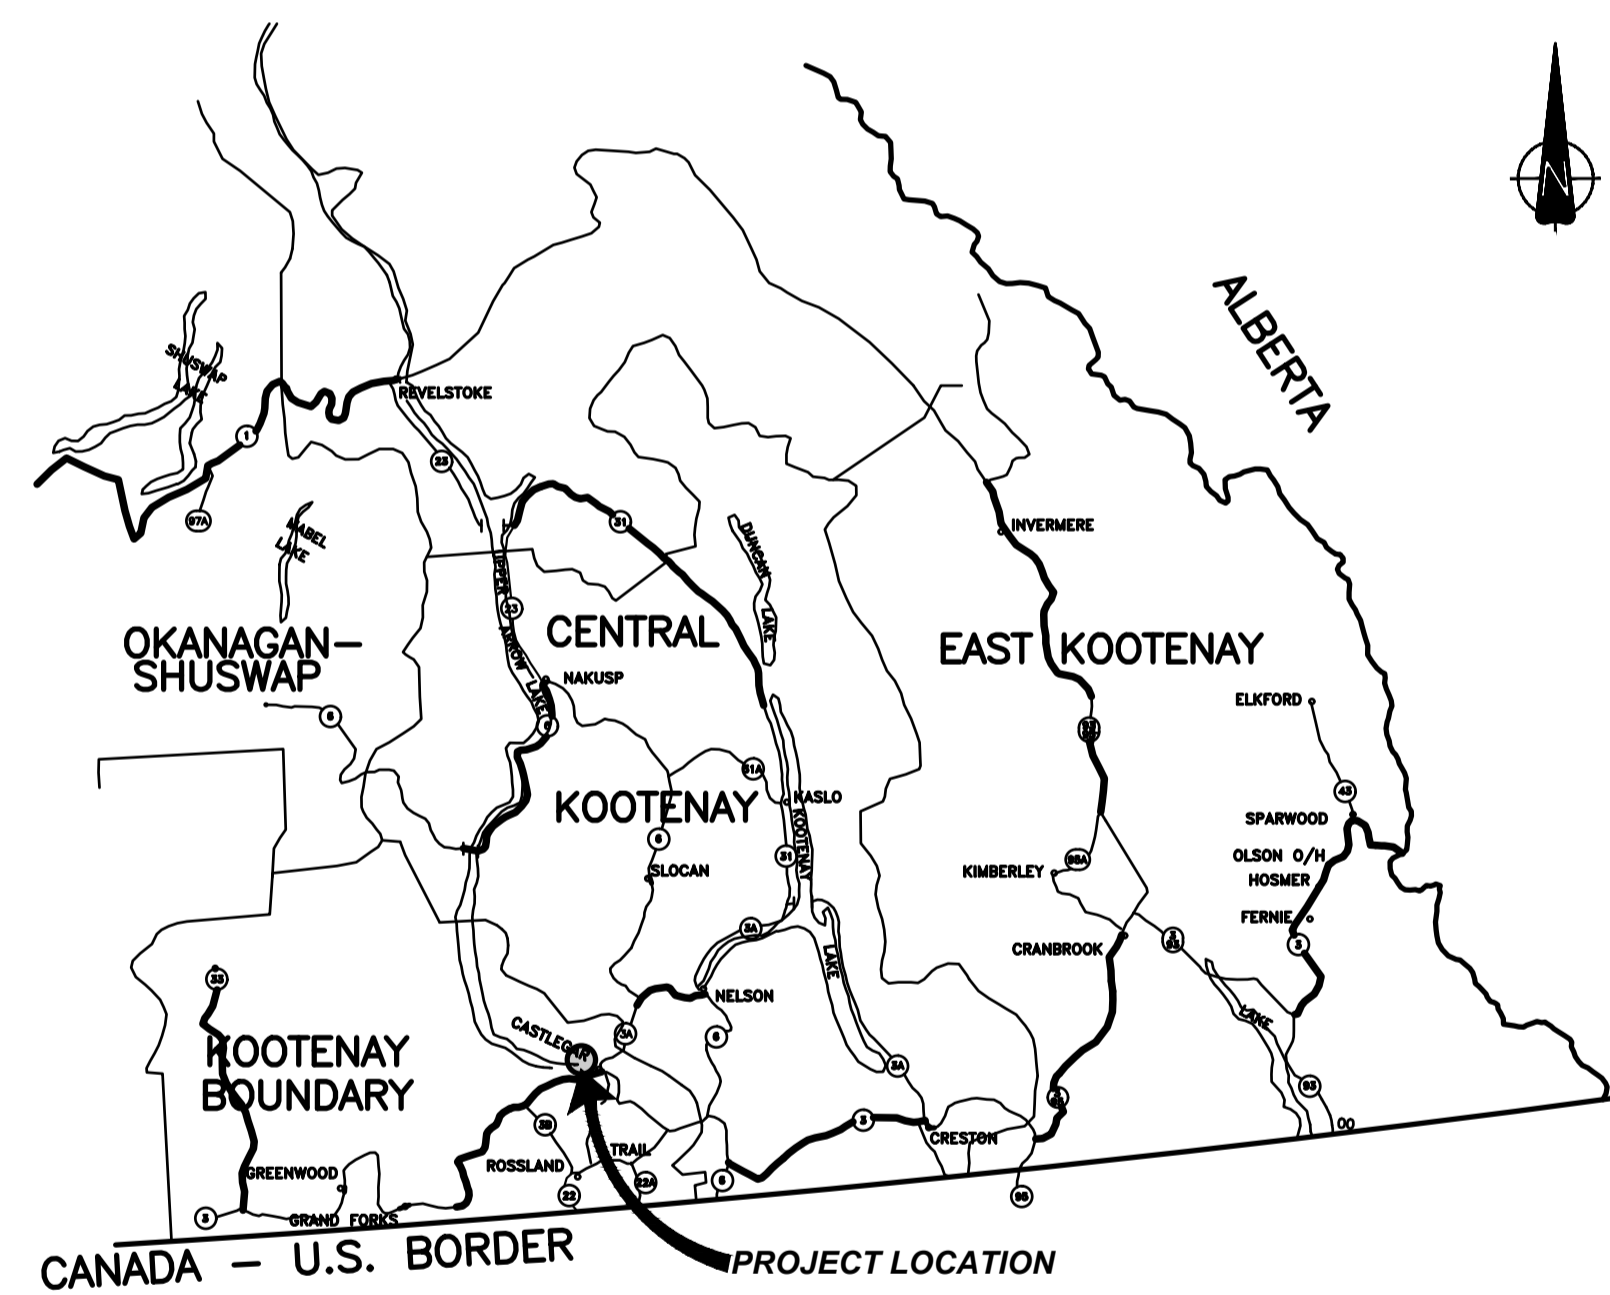 N
ALBERTA
SHUSWAP
LAKE
REVELSTOKE
1
23
97A
31
INVERMERE
MABEL
LAKE
DUNCAN
LAKE
UPPER
ARROW
LAKE
23
OKANAGAN-
SHUSWAP
CENTRAL
EAST KOOTENAY
NAKUSP
ELKFORD
6
6
31A
43
KOOTENAY
KASLO
SPARWOOD
6
31
KOOTENAY
LAKE
OLSON O/H
HOSMER
SLOCAN
KIMBERLEY
95A
FERNIE
3
3A
CRANBROOK
3
93
33
NELSON
LAKE
CASTLEGAR
3A
6
KOOTENAY
BOUNDARY
3A
93
3
3B
CRESTON
00
TRAIL
ROSSLAND
GREENWOOD
22
22A
6
95
3
GRAND FORKS
CANADA - U.S. BORDER
PROJECT LOCATION